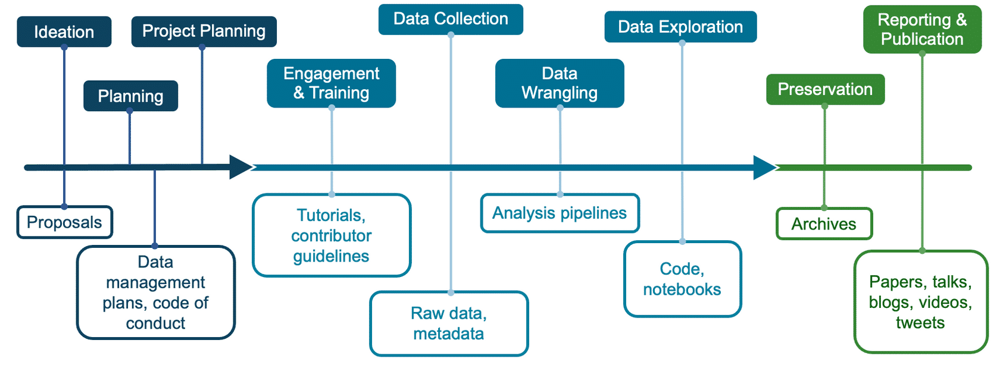 Ideation
Project Planning
Data Collection
Data Exploration
Reporting &
Publication
Planning
Engagement
& Training
Data
Wrangling
Preservation
Proposals
Data
management
plans, code of
conduct
Tutorials,
contributor
guidelines
Raw data,
metadata
Analysis pipelines
Code,
notebooks
Archives
Papers, talks,
blogs, videos,
tweets